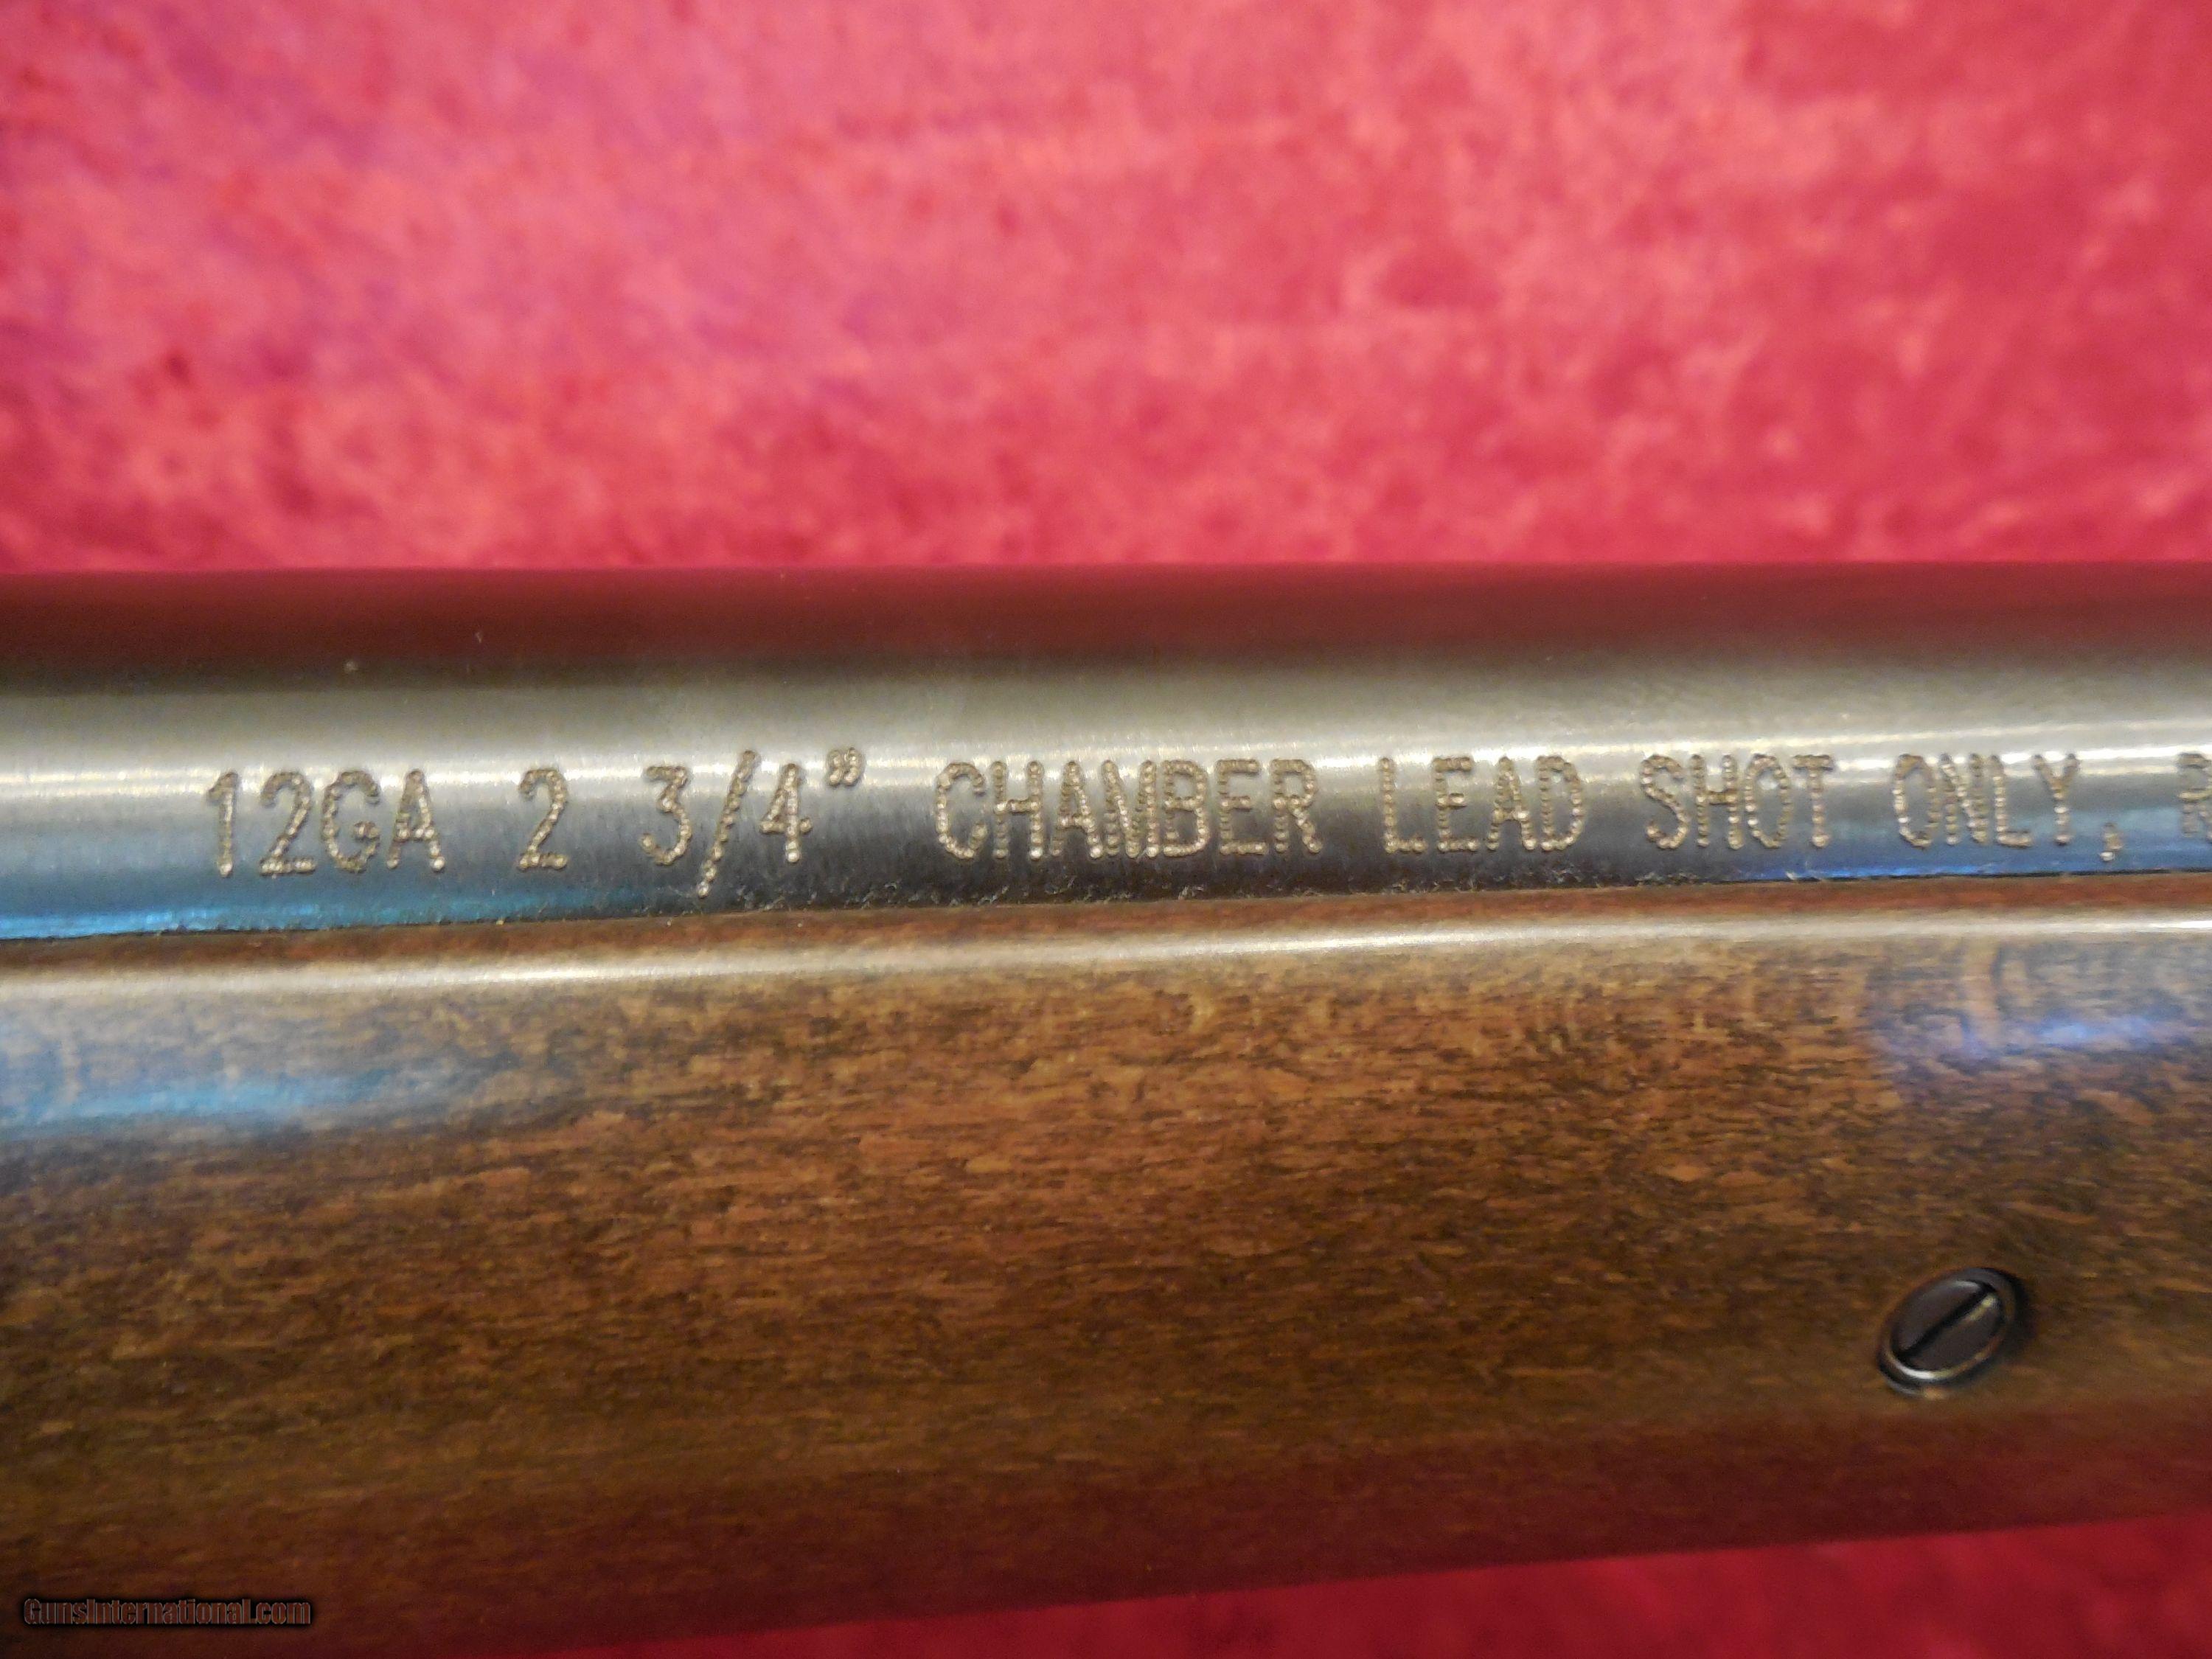 12GA 2 3/4” CHAMBER LEAD SHOT ONLY,
GunsInternational.com